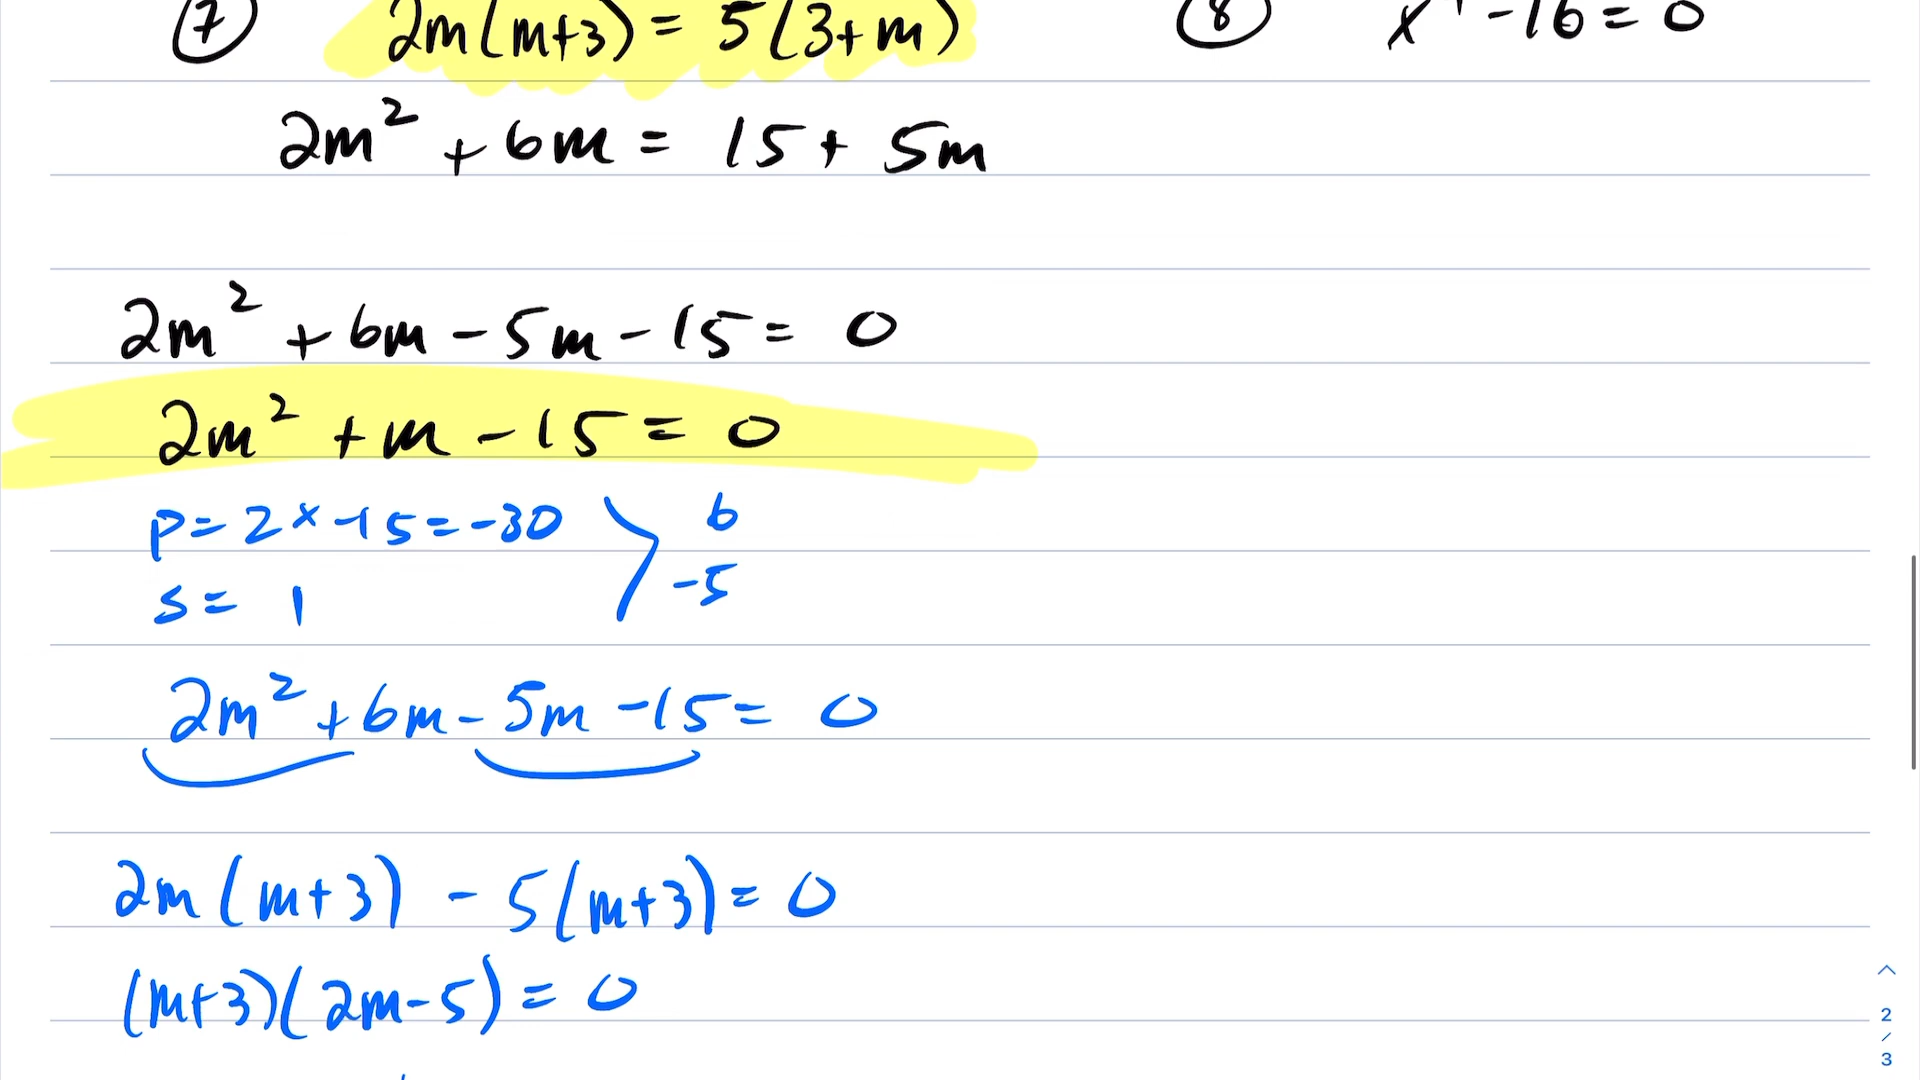 ⑦ 2m(m+3) = 5(3+m)
⑧ x⁴ - 16 = 0
2m² + 6m = 15 + 5m
2m² + 6m - 5m - 15 = 0
2m² + m - 15 = 0
p = 2 x -15 = -30
6
s = 1
-5
2m² + 6m - 5m - 15 = 0
2m(m+3) - 5(m+3) = 0
(m+3)(2m-5) = 0
2
/
3